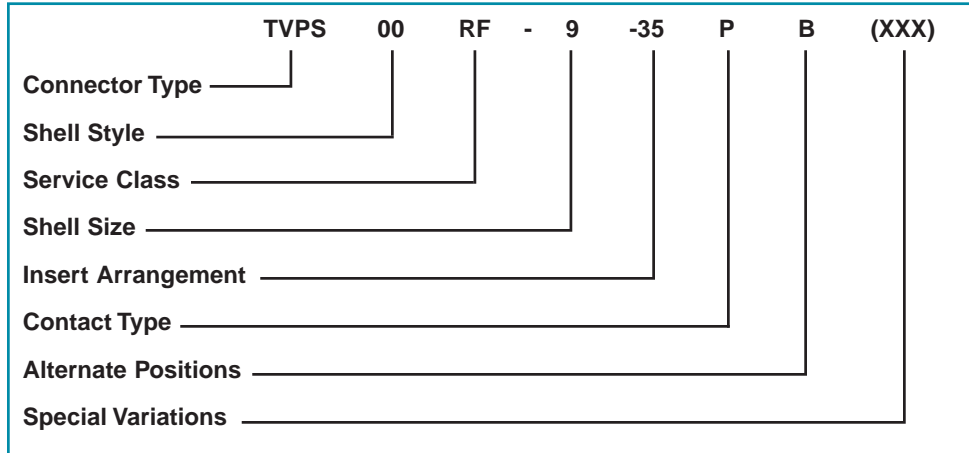 TVPS 00 RF - 9 -35 P B (XXX)
Connector Type
Shell Style
Service Class
Shell Size
Insert Arrangement
Contact Type
Alternate Positions
Special Variations